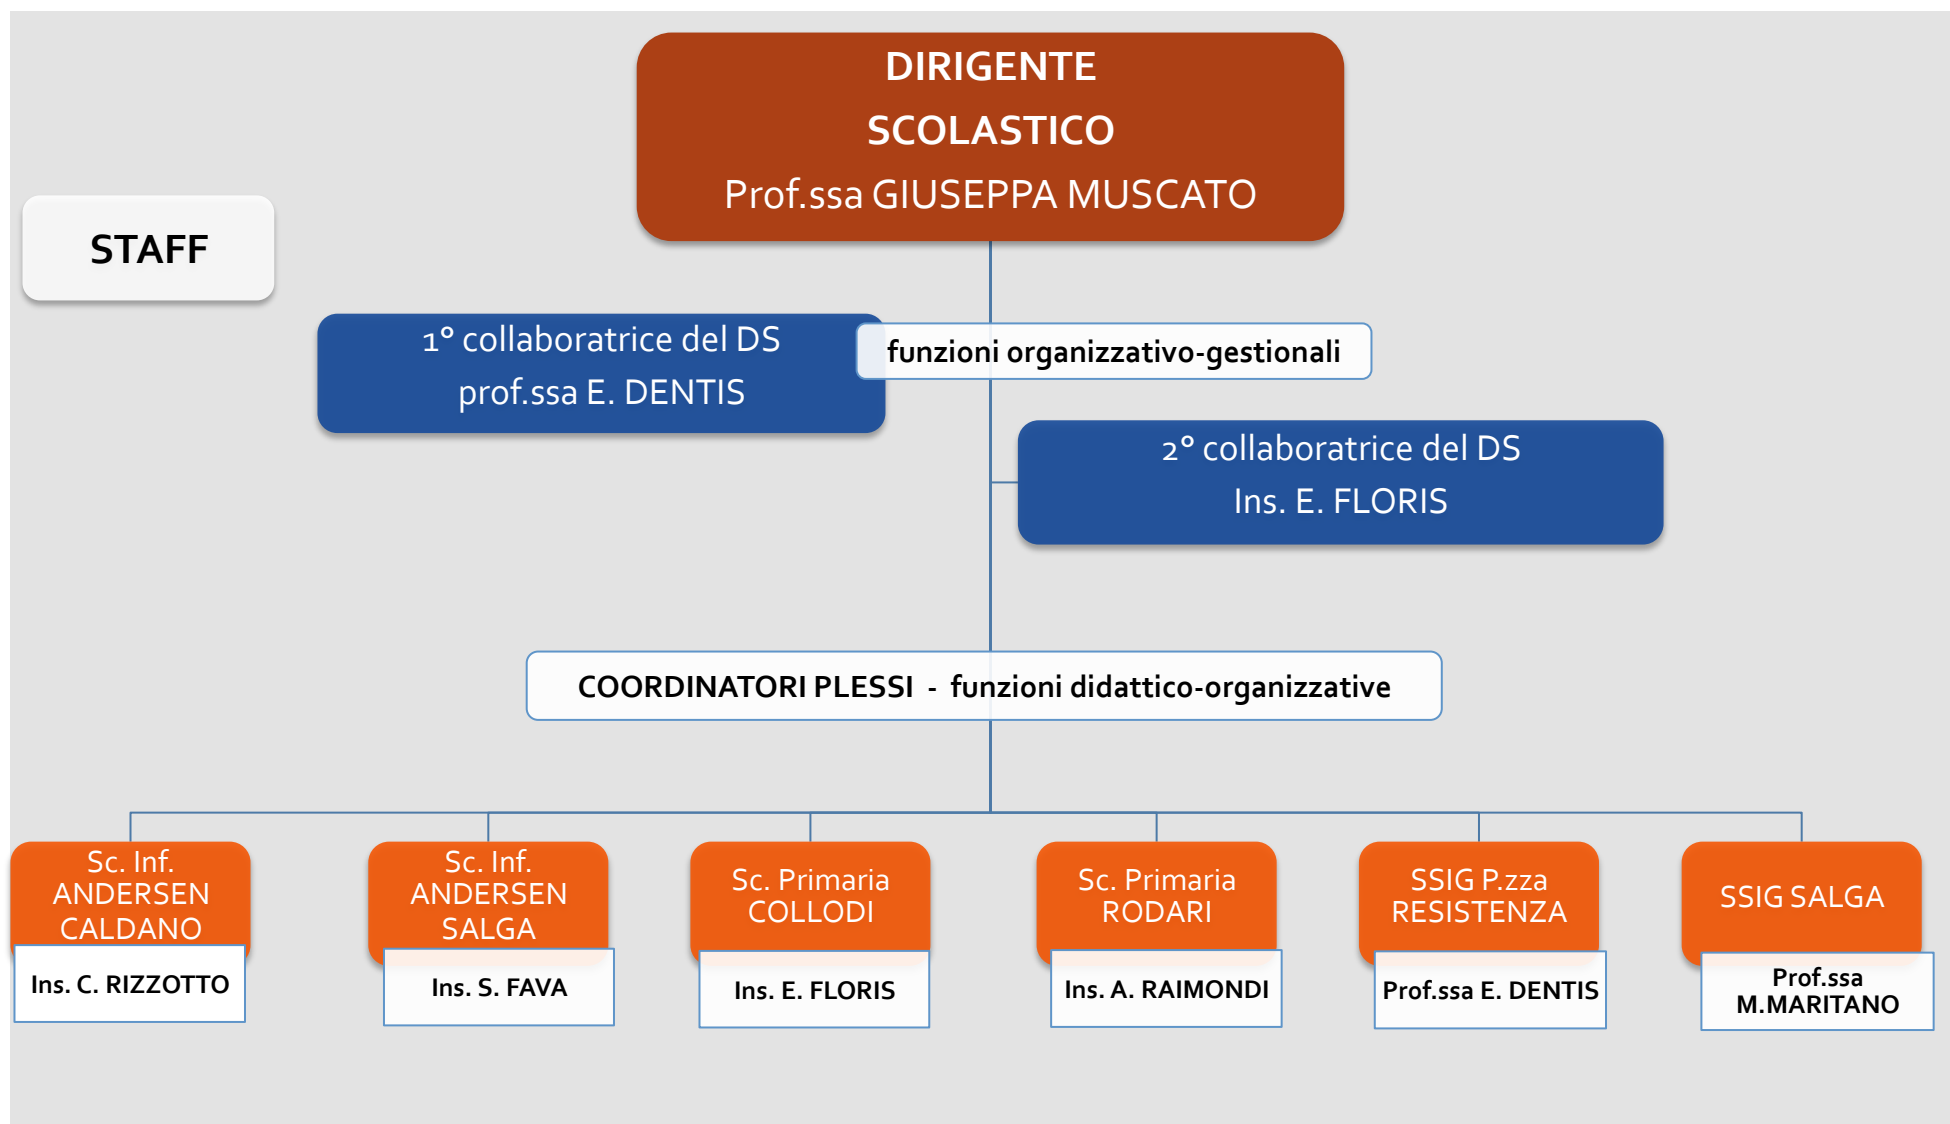 DIRIGENTE
SCOLASTICO
Prof.ssa GIUSEPPA MUSCATO
STAFF
1° collaboratrice del DS
prof.ssa E. DENTIS
funzioni organizzativo-gestionali
2° collaboratrice del DS
Ins. E. FLORIS
COORDINATORI PLESSI - funzioni didattico-organizzative
Sc. Inf.
ANDERSEN
CALDANO
Ins. C. RIZZOTTO
Sc. Inf.
ANDERSEN
SALGA
Ins. S. FAVA
Sc. Primaria
COLLODI
Ins. E. FLORIS
Sc. Primaria
RODARI
Ins. A. RAIMONDI
SSIG P.zza
RESISTENZA
Prof.ssa E. DENTIS
SSIG SALGA
Prof.ssa
M.MARITANO